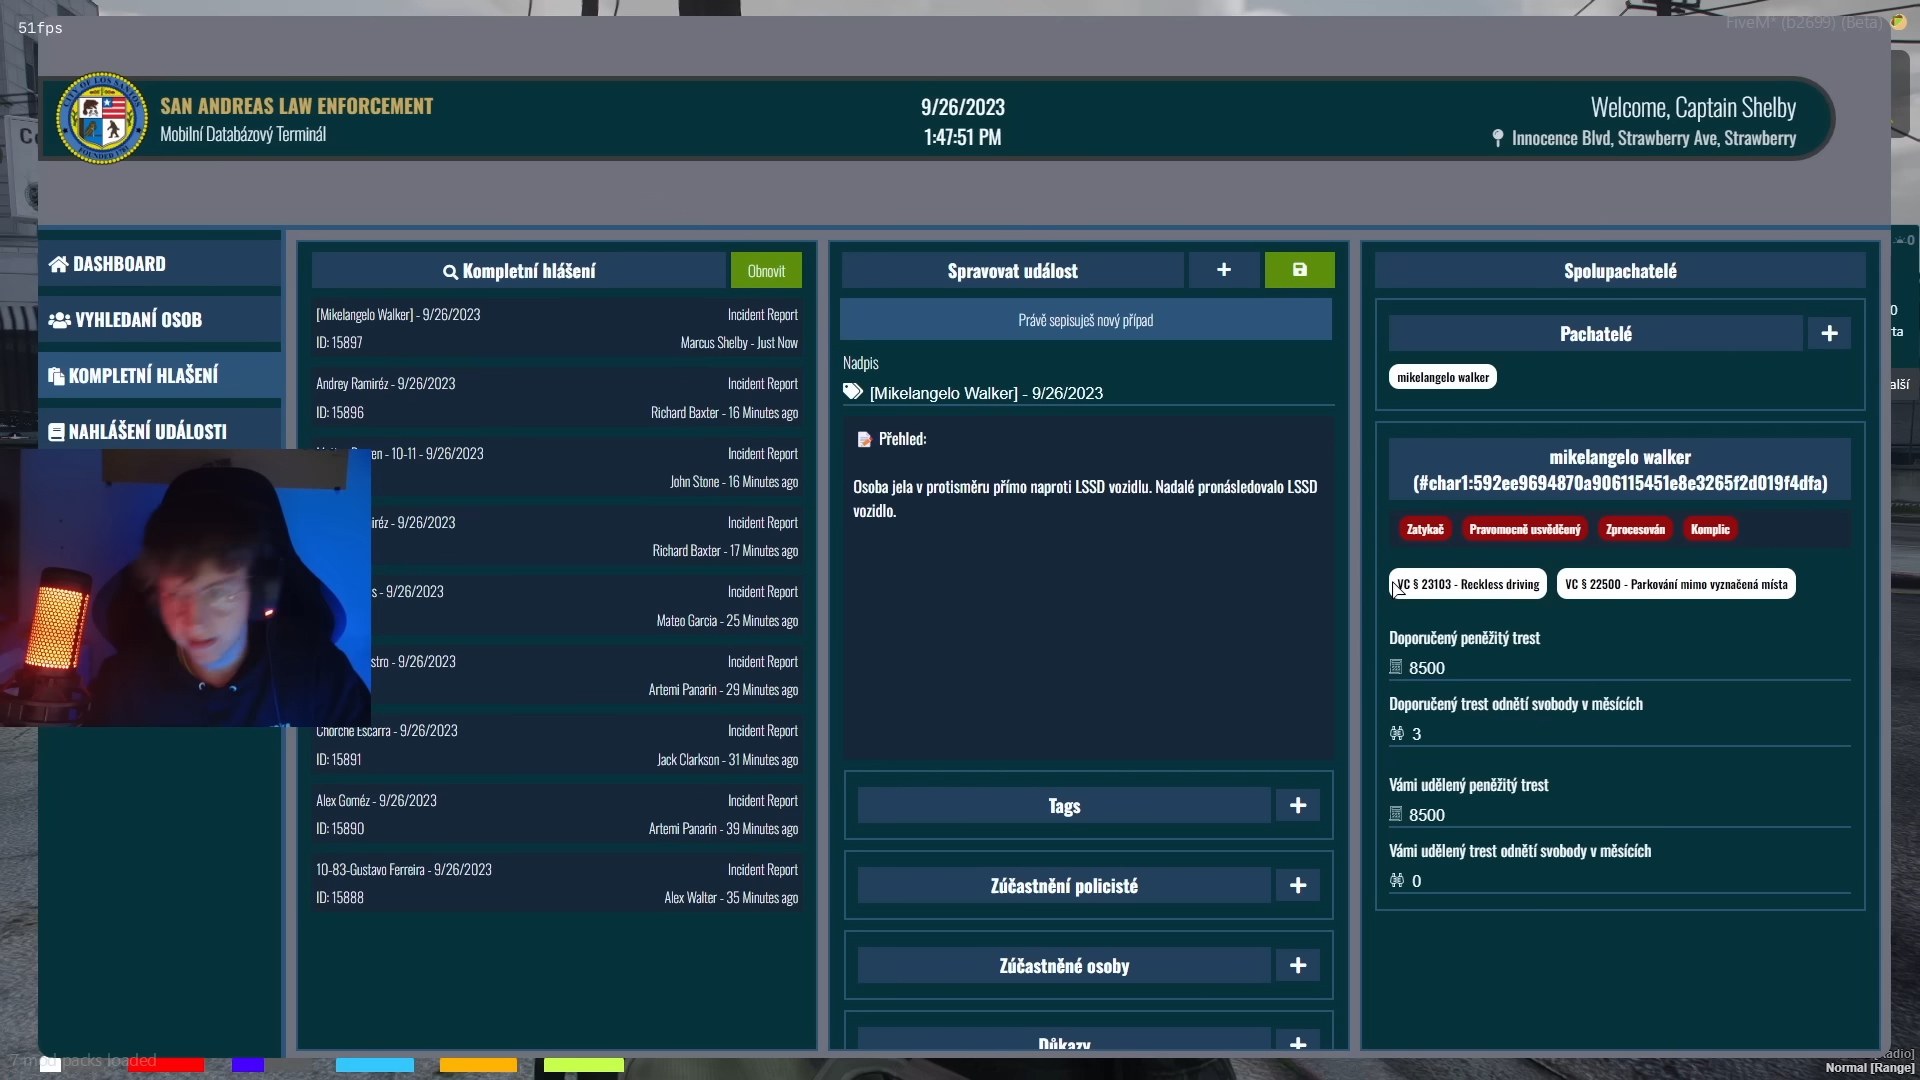 51fps
FiveM* (b2699) (Beta)
SAN ANDREAS LAW ENFORCEMENT
Mobilní Databázový Terminál
9/26/2023
1:47:51 PM
Welcome, Captain Shelby
Innocence Blvd, Strawberry Ave, Strawberry
DASHBOARD
VYHLEDANÍ OSOB
KOMPLETNÍ HLAŠENÍ
NAHLÁŠENÍ UDÁLOSTI
Kompletní hlášení
Obnovit
[Mikelangelo Walker] - 9/26/2023
Incident Report
ID: 15897
Marcus Shelby - Just Now
Andrey Ramiréz - 9/26/2023
Incident Report
ID: 15896
Richard Baxter - 16 Minutes ago
en - 10-11 - 9/26/2023
Incident Report
John Stone - 16 Minutes ago
iréz - 9/26/2023
Incident Report
Richard Baxter - 17 Minutes ago
s - 9/26/2023
Incident Report
Mateo Garcia - 25 Minutes ago
stro - 9/26/2023
Incident Report
Artemi Panarin - 29 Minutes ago
Chorche Escarra - 9/26/2023
Incident Report
ID: 15891
Jack Clarkson - 31 Minutes ago
Alex Goméz - 9/26/2023
Incident Report
ID: 15890
Artemi Panarin - 39 Minutes ago
10-83-Gustavo Ferreira - 9/26/2023
Incident Report
ID: 15888
Alex Walter - 35 Minutes ago
Spravovat událost
Právě sepisuješ nový případ
Nadpis
[Mikelangelo Walker] - 9/26/2023
Přehled:
Osoba jela v protisměru přímo naproti LSSD vozidlu. Nadalé pronásledovalo LSSD
vozidlo.
Tags
Zúčastnění policisté
Zúčastněné osoby
Důkazy
Spolupachatelé
Pachatelé
mikelangelo walker
mikelangelo walker
(#char1:592ee9694870a906115451e8e3265f2d019f4dfa)
Zatykač
Pravomocně usvědčený
Zprocesován
Komplic
VC § 23103 - Reckless driving
VC § 22500 - Parkování mimo vyznačená místa
Doporučený peněžitý trest
8500
Doporučený trest odnětí svobody v měsících
3
Vámi udělený peněžitý trest
8500
Vámi udělený trest odnětí svobody v měsících
0
packs loaded
Normal [Range]